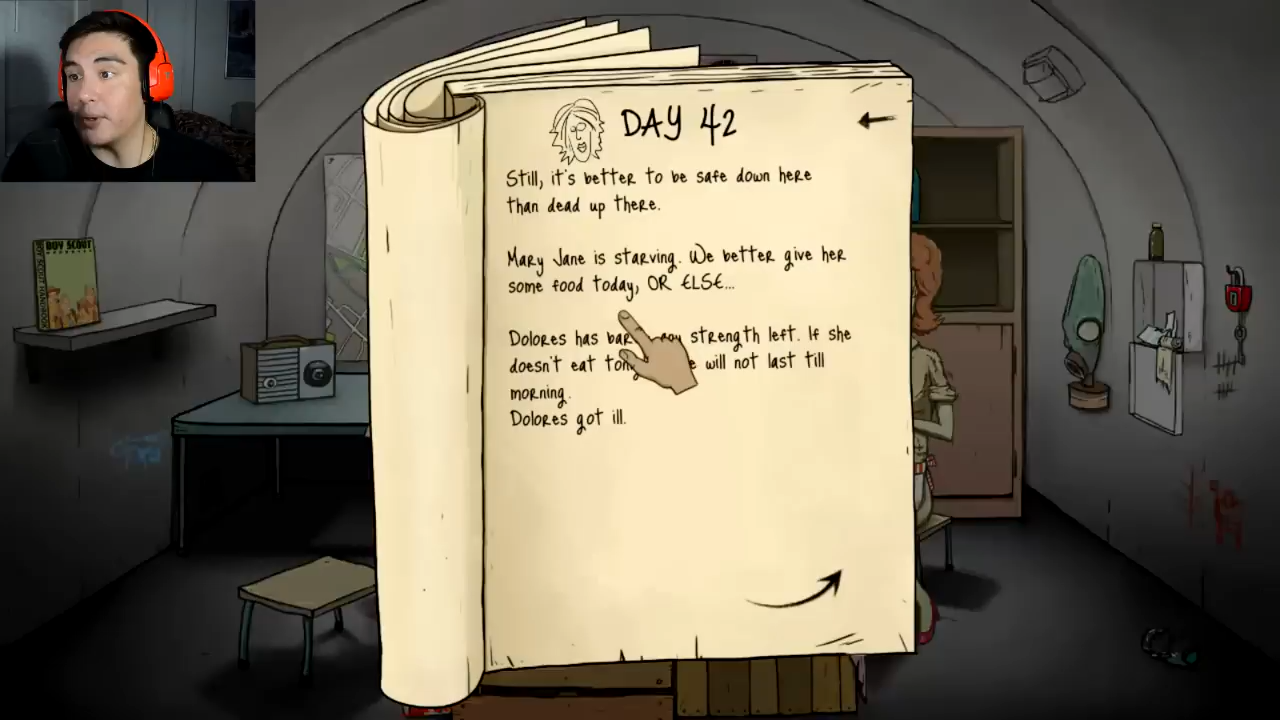 DAY 42
Still, it's better to be safe down here
than dead up there.
Mary Jane is starving. We better give her
some food today, OR ELSE...
Dolores has strength left. If she
doesn't eat will not last till
morning.
Dolores got ill.
BOY SCOUT